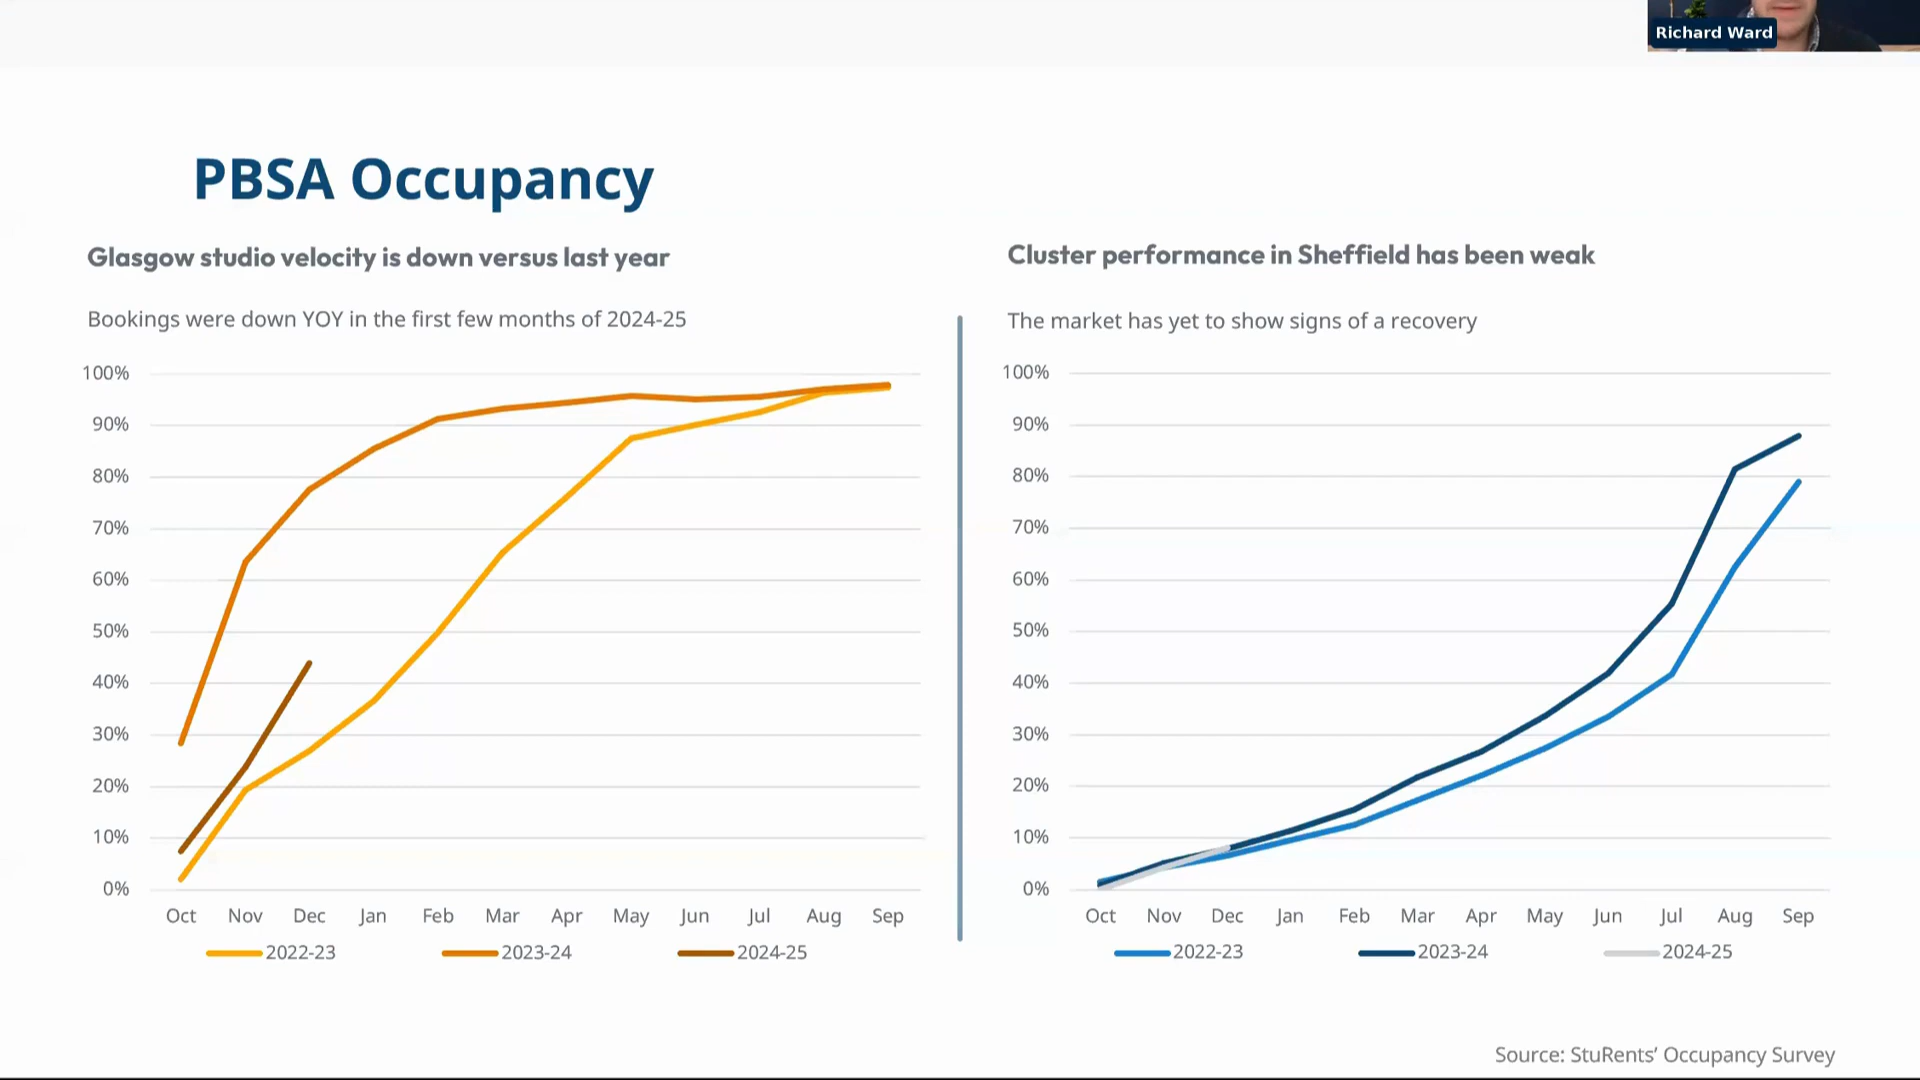 Richard Ward
PBSA Occupancy
Glasgow studio velocity is down versus last year
Bookings were down YOY in the first few months of 2024-25
100%
90%
80%
70%
60%
50%
40%
30%
20%
10%
0%
Oct Nov Dec Jan Feb Mar Apr May Jun Jul Aug Sep
2022-23 2023-24 2024-25
Cluster performance in Sheffield has been weak
The market has yet to show signs of a recovery
100%
90%
80%
70%
60%
50%
40%
30%
20%
10%
0%
Oct Nov Dec Jan Feb Mar Apr May Jun Jul Aug Sep
2022-23 2023-24 2024-25
Source: StuRents’ Occupancy Survey